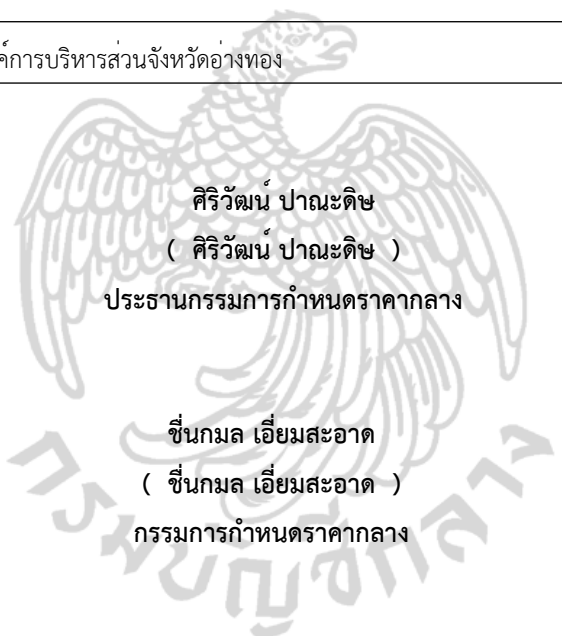 ค์การบริหารส่วนจังหวัดอ่างทอง
ศิริวัฒน์ ปาณะดิษ
( ศิริวัฒน์ ปาณะดิษ )
ประธานกรรมการกำหนดราคากลาง
ชื่นกมล เอี่ยมสะอาด
( ชื่นกมล เอี่ยมสะอาด )
กรรมการกำหนดราคากลาง
กรมบัญชีกลาง